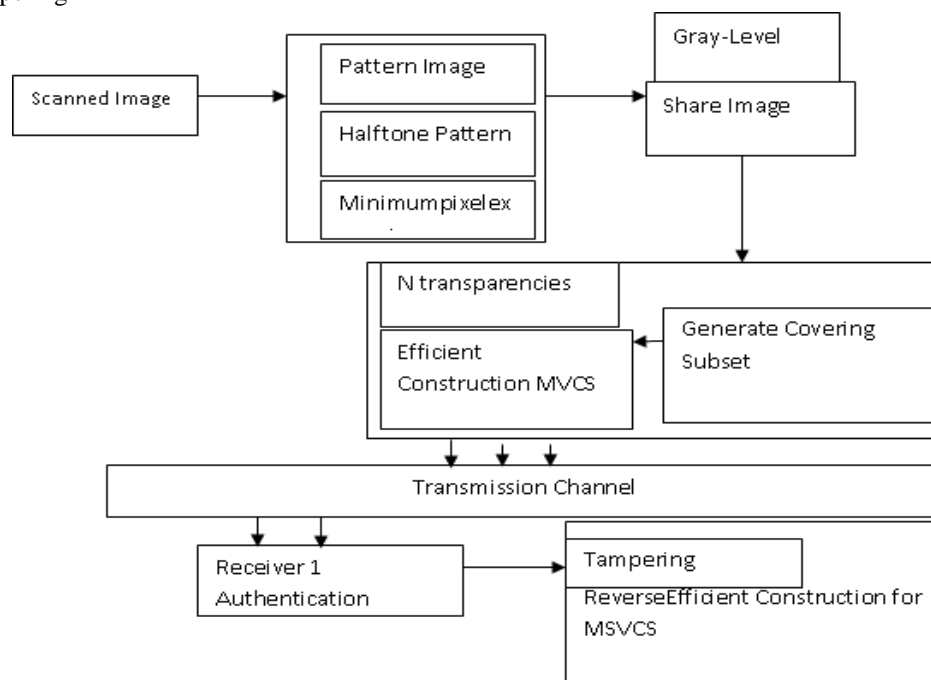 Gray-Level
Pattern Image
Scanned Image
Share Image
Halftone Pattern
Minimumpixelex
N transparencies
Generate Covering
Subset
Efficient
Construction MVCS
Transmission Channel
Receiver 1
Authentication
Tampering
ReverseEfficient Construction for
MSVCS